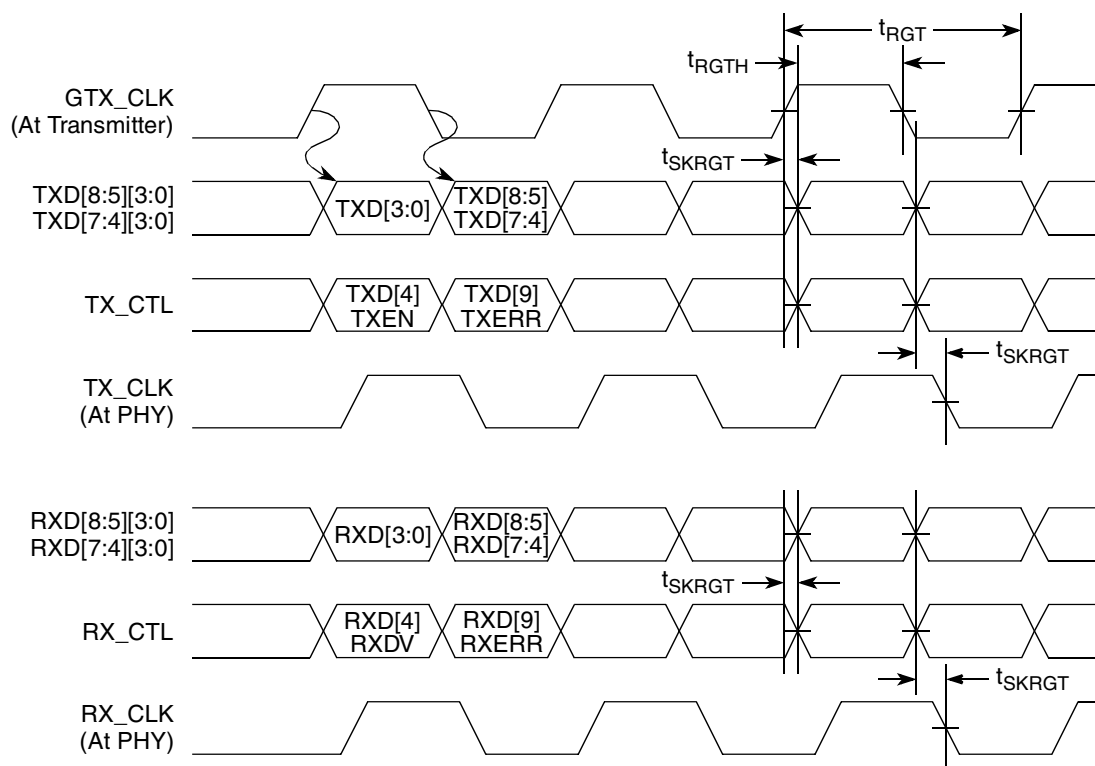 tRGT
tRGTH
GTX_CLK
(At Transmitter)
tSKRGT
TXD[8:5][3:0]
TXD[7:4][3:0]
TXD[3:0]
TXD[8:5]
TXD[7:4]
TX_CTL
TXD[4]
TXEN
TXD[9]
TXERR
tSKRGT
TX_CLK
(At PHY)
RXD[8:5][3:0]
RXD[7:4][3:0]
RXD[3:0]
RXD[8:5]
RXD[7:4]
tSKRGT
RX_CTL
RXD[4]
RXDV
RXD[9]
RXERR
tSKRGT
RX_CLK
(At PHY)